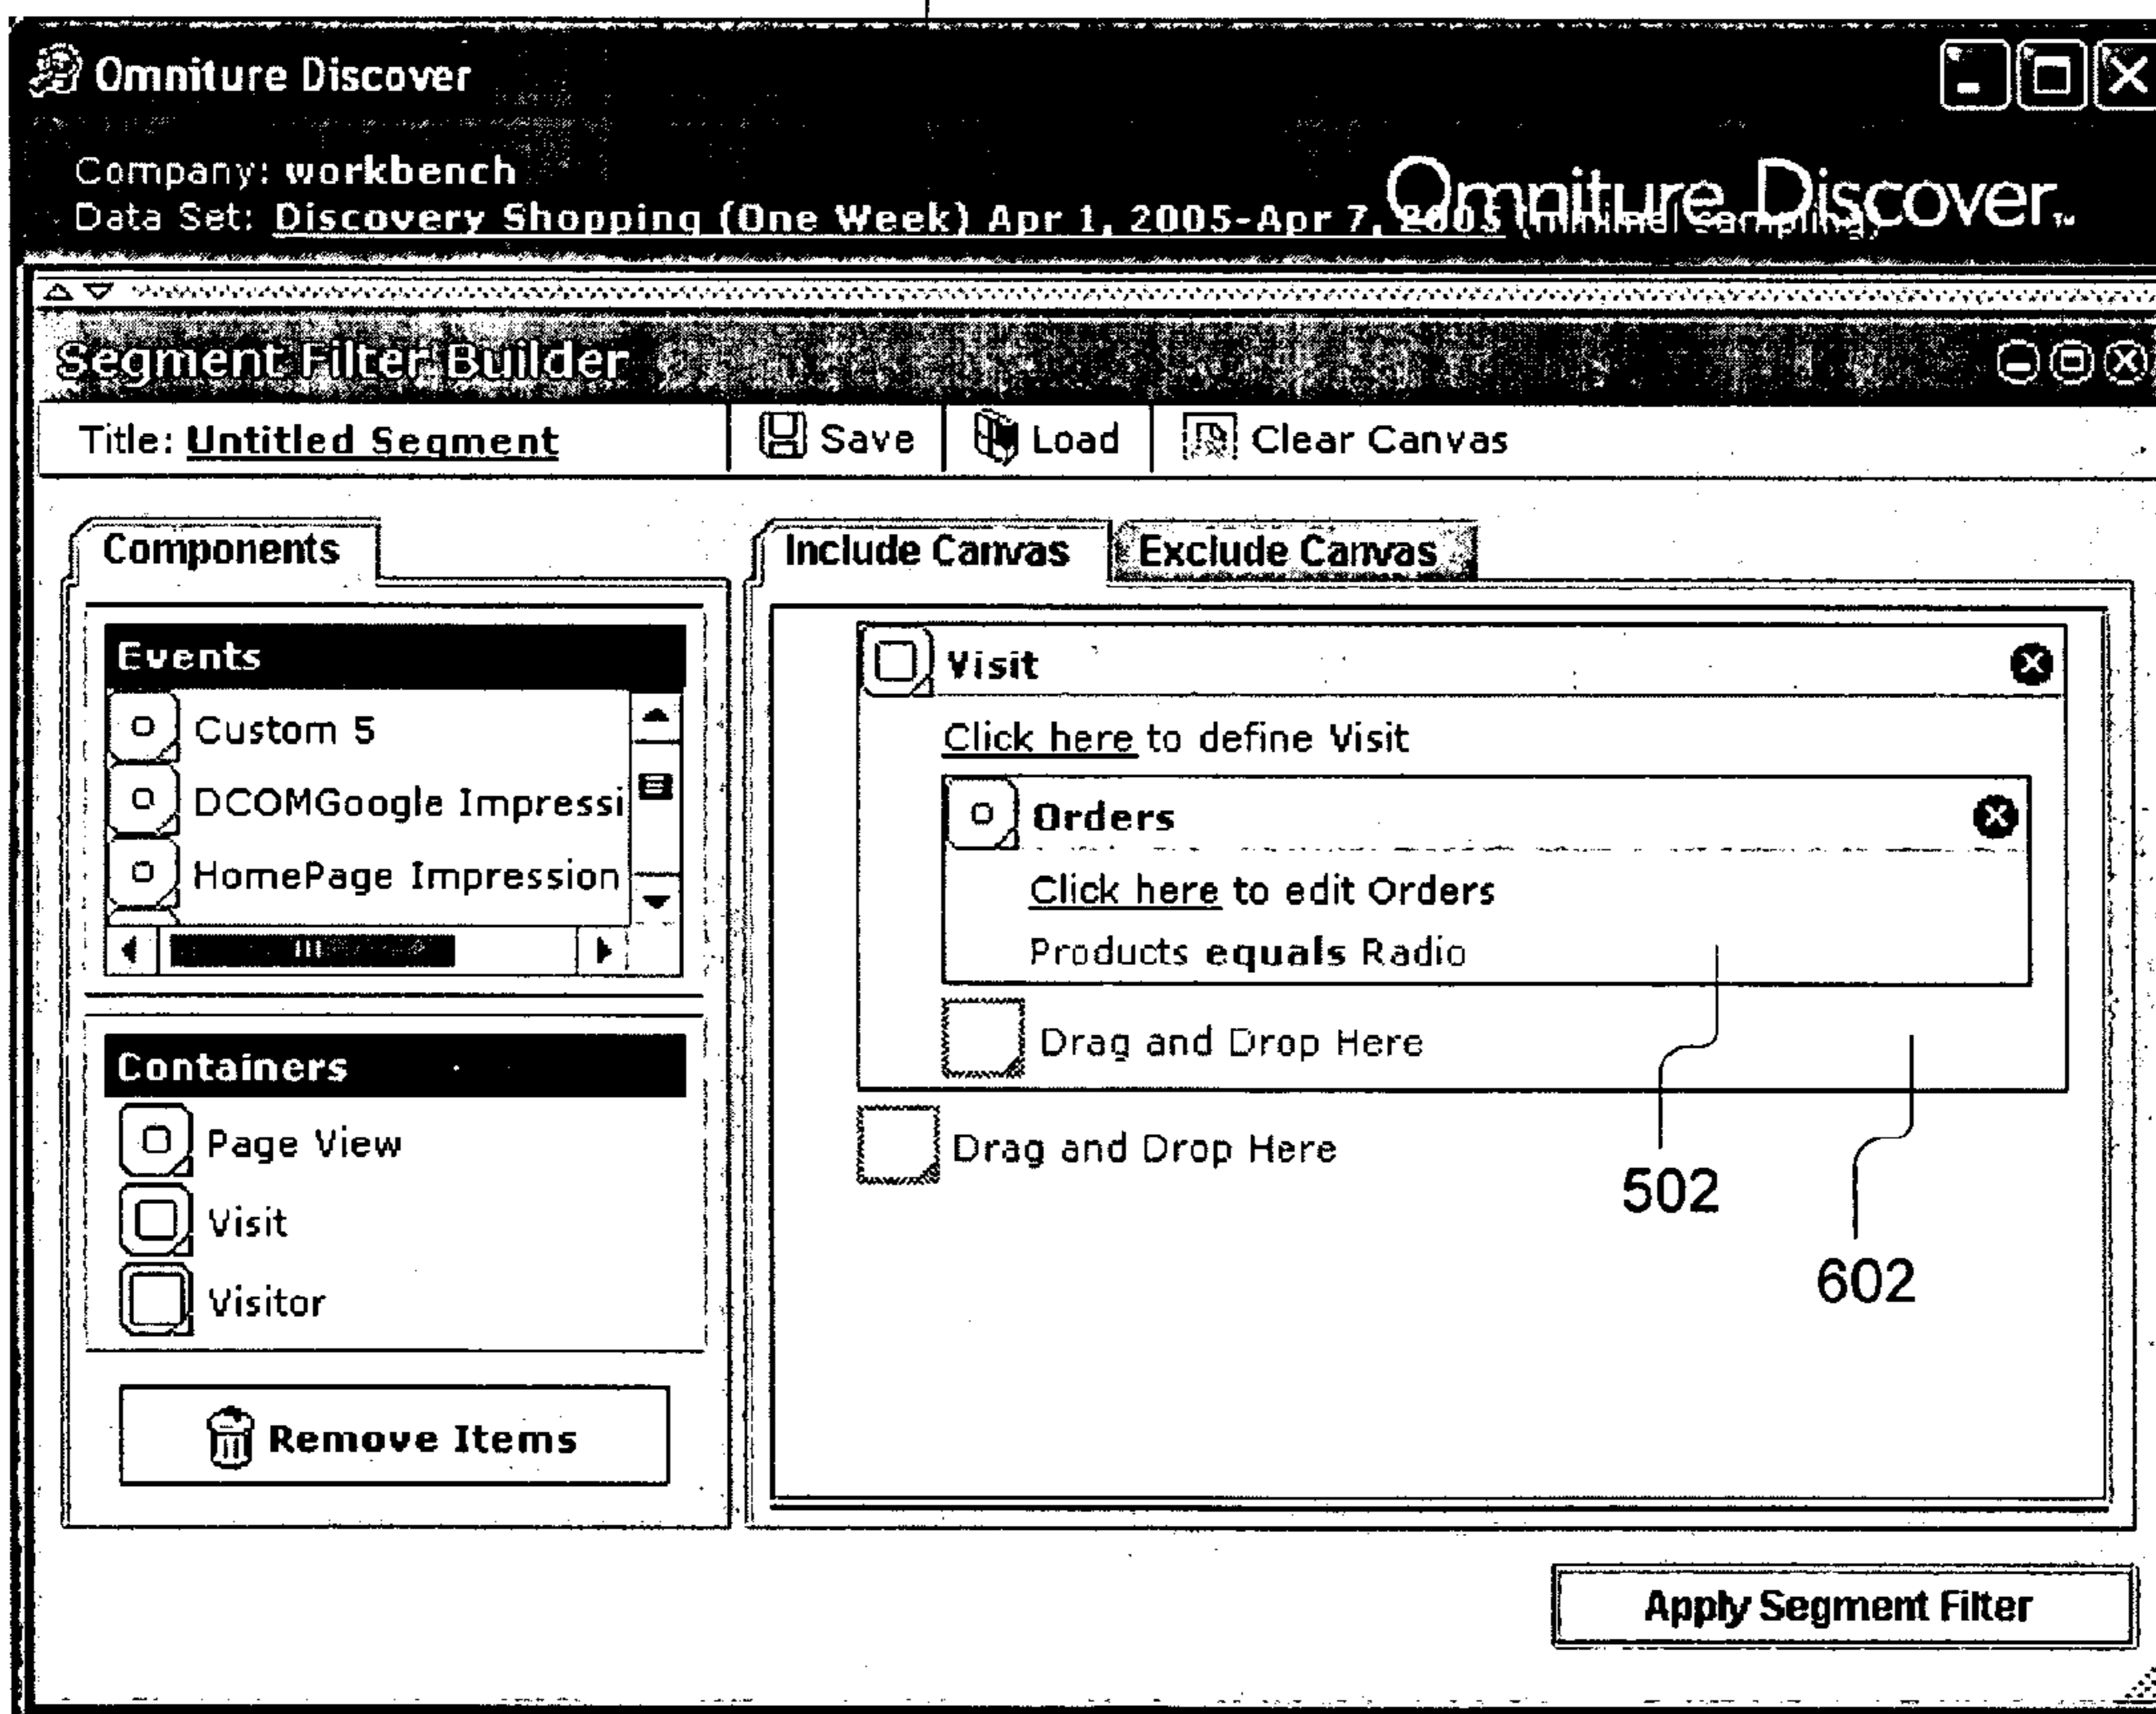 Omniture Discover
Company: workbench
Omniture Discover™
Data Set: Discovery Shopping (One Week) Apr 1, 2005-Apr 7, 2005 (minimal sampling)
Segment Filter Builder
Title: Untitled Segment
Save
Load
Clear Canvas
Components
Events
Custom 5
DCOMGoogle Impressi
HomePage Impression
Containers
Page View
Visit
Visitor
Remove Items
Include Canvas
Exclude Canvas
Visit
Click here to define Visit
Orders
Click here to edit Orders
Products equals Radio
Drag and Drop Here
Drag and Drop Here
502
602
Apply Segment Filter